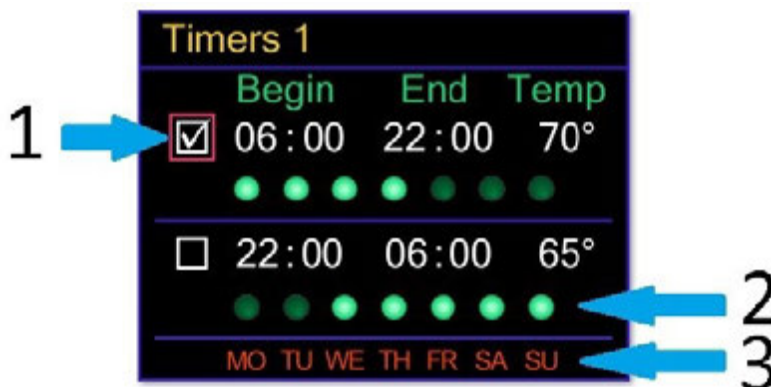 Timers 1
Begin End Temp
1 06:00 22:00 70°
22:00 06:00 65°
2
MO TU WE TH FR SA SU 3